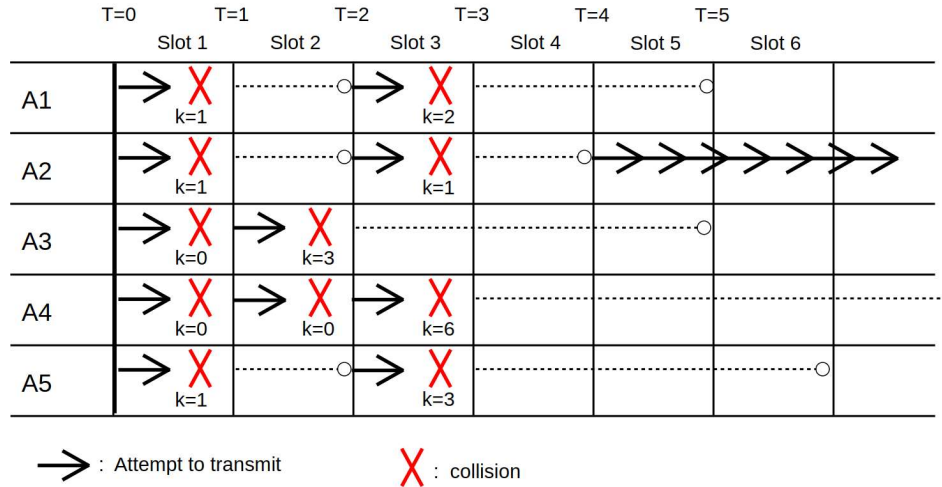 T=0 T=1 T=2 T=3 T=4 T=5
Slot 1 Slot 2 Slot 3 Slot 4 Slot 5 Slot 6
A1
k=1 k=2
A2
k=1 k=1
A3
k=0 k=3
A4
k=0 k=0 k=6
A5
k=1 k=3
: Attempt to transmit : collision